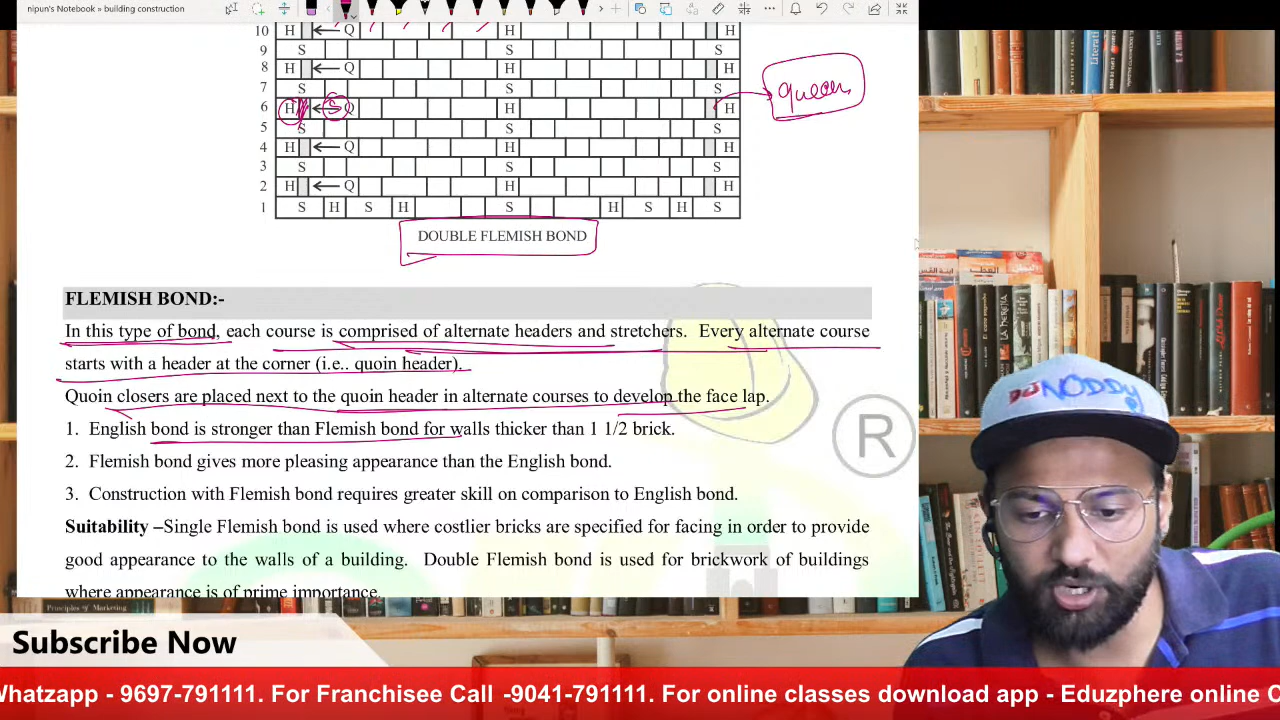 nipun's Notebook » building construction
10 H ← Q H H
9 S S S
8 H ← Q H H
7 S S S
6 H ← S Q H H
queen
5 S S S
4 H ← Q H H
3 S S S
2 H ← Q H H
1 S H S H S H S H S
DOUBLE FLEMISH BOND
FLEMISH BOND:-
In this type of bond, each course is comprised of alternate headers and stretchers. Every alternate course
starts with a header at the corner (i.e.. quoin header).
Quoin closers are placed next to the quoin header in alternate courses to develop the face lap.
1. English bond is stronger than Flemish bond for walls thicker than 1 1/2 brick.
2. Flemish bond gives more pleasing appearance than the English bond.
3. Construction with Flemish bond requires greater skill on comparison to English bond.
Suitability –Single Flemish bond is used where costlier bricks are specified for facing in order to provide
good appearance to the walls of a building. Double Flemish bond is used for brickwork of buildings
where appearance is of prime importance.
R
DJ NODDY
Principles of Marketing
Subscribe Now
Whatzapp - 9697-791111. For Franchisee Call -9041-791111. For online classes download app - Eduzphere online C